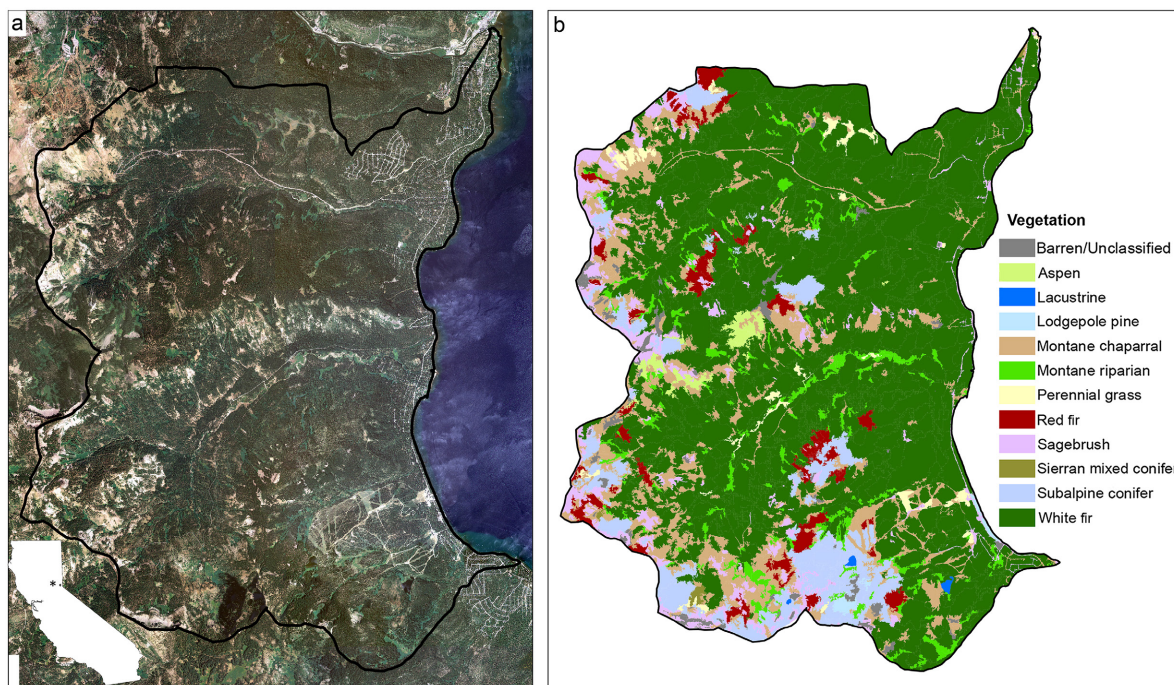 a
b
*
Vegetation
Barren/Unclassified
Aspen
Lacustrine
Lodgepole pine
Montane chaparral
Montane riparian
Perennial grass
Red fir
Sagebrush
Sierran mixed conifer
Subalpine conifer
White fir